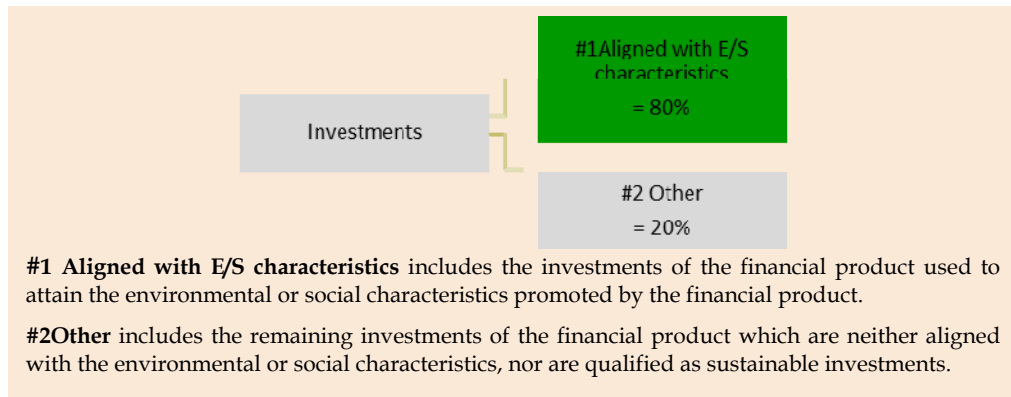 #1Aligned with E/S
characteristics
= 80%
Investments
#2 Other
= 20%
#1 Aligned with E/S characteristics includes the investments of the financial product used to
attain the environmental or social characteristics promoted by the financial product.
#2Other includes the remaining investments of the financial product which are neither aligned
with the environmental or social characteristics, nor are qualified as sustainable investments.